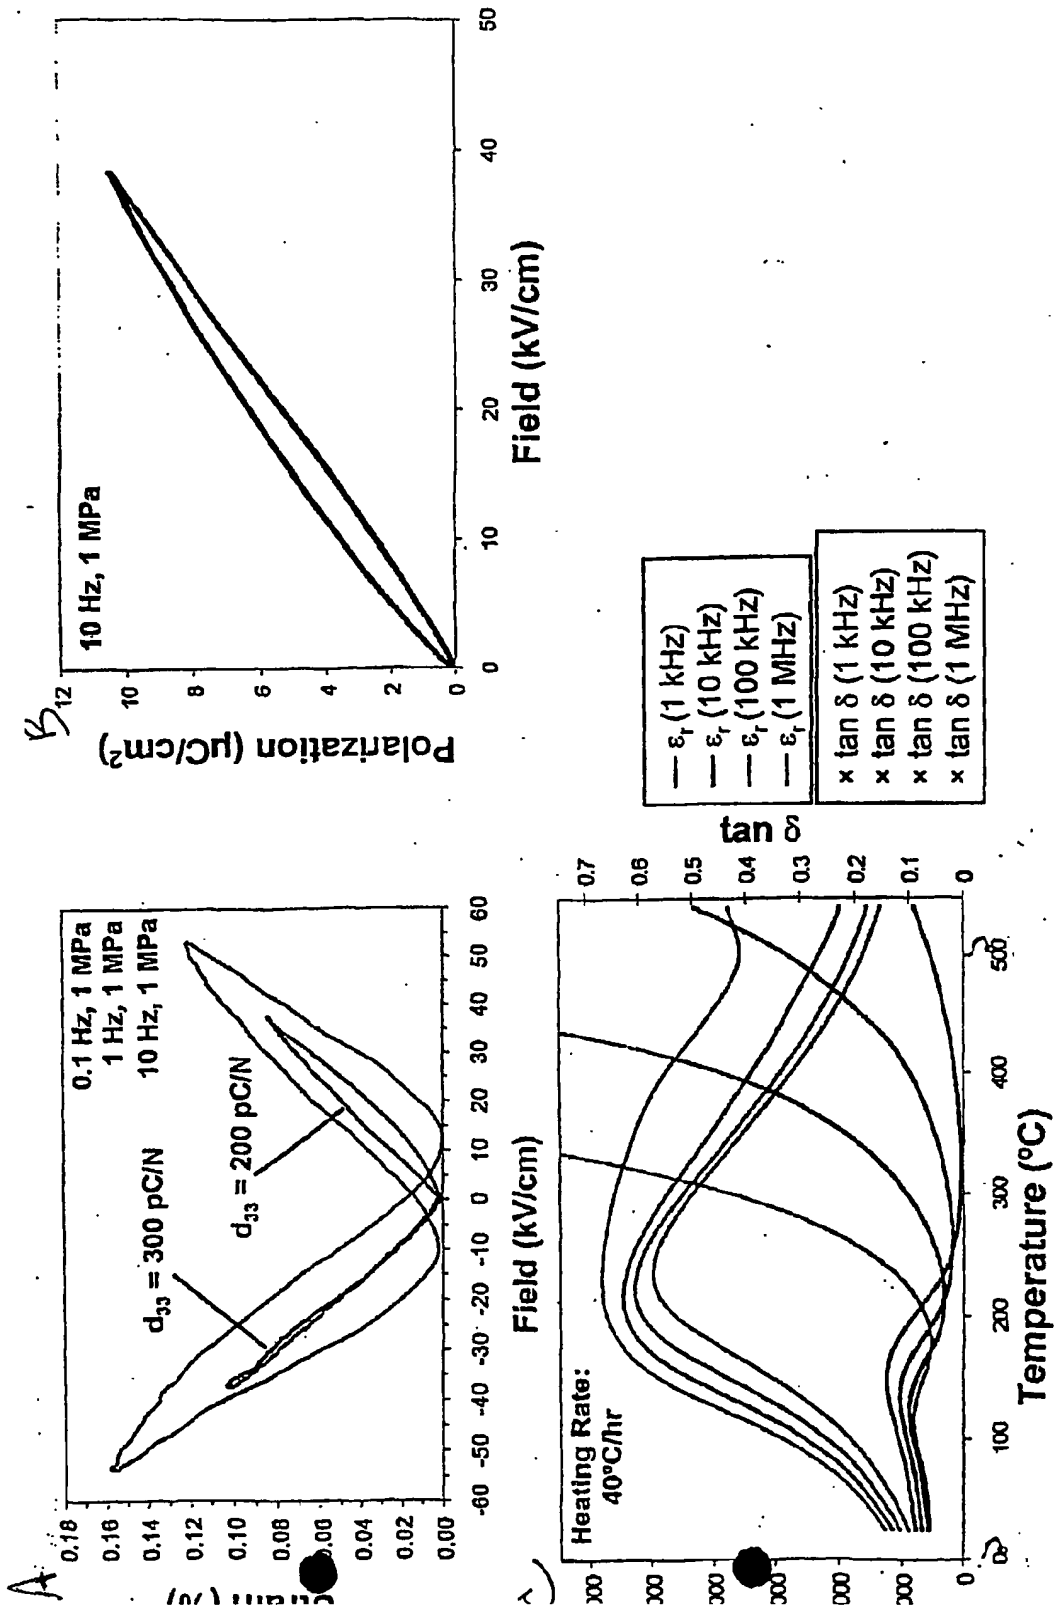 A
0.18
0.16
0.14
0.12
0.10
0.08
0.06
0.04
0.02
0.00
0.1 Hz, 1 MPa
1 Hz, 1 MPa
10 Hz, 1 MPa
d33 = 300 pC/N
d33 = 200 pC/N
-60 -50 -40 -30 -20 -10 0 10 20 30 40 50 60
Field (kV/cm)
B
Polarization (µC/cm²)
12
10
8
6
4
2
0
10 Hz, 1 MPa
0 10 20 30 40 50
Field (kV/cm)
Heating Rate:
40ºC/hr
0
100 200 300 400 500
Temperature (ºC)
0.7
0.6
0.5
0.4
0.3
0.2
0.1
0
tan δ
— εr (1 kHz)
— εr (10 kHz)
— εr (100 kHz)
— εr (1 MHz)
× tan δ (1 kHz)
× tan δ (10 kHz)
× tan δ (100 kHz)
× tan δ (1 MHz)